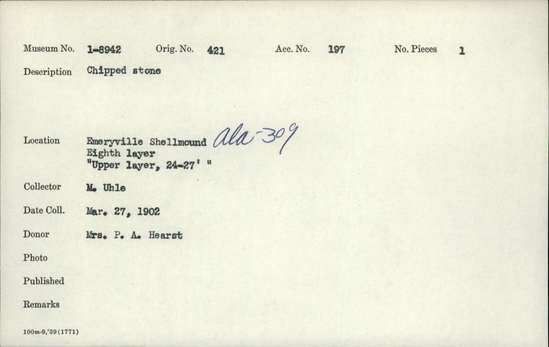 Museum No. 1-8942 Orig. No. 421 Acc. No. 197 No. Pieces 1
Description Chipped stone
Location Emeryville Shellmound Ala-309
Eighth layer
"Upper layer, 24-27' "
Collector M. Uhle
Date Coll. Mar. 27, 1902
Donor Mrs. P. A. Hearst
Photo
Published
Remarks
100m-9,'39(1771)